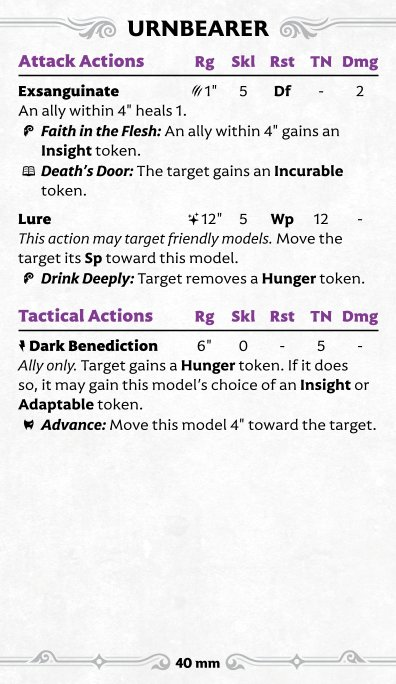 URNBEARER
Attack Actions Rg Skl Rst TN Dmg
Exsanguinate 1" 5 Df - 2
An ally within 4" heals 1.
Faith in the Flesh: An ally within 4" gains an
Insight token.
Death's Door: The target gains an Incurable
token.
Lure 12" 5 Wp 12 -
This action may target friendly models. Move the
target its Sp toward this model.
Drink Deeply: Target removes a Hunger token.
Tactical Actions Rg Skl Rst TN Dmg
Dark Benediction 6" 0 - 5 -
Ally only. Target gains a Hunger token. If it does
so, it may gain this model's choice of an Insight or
Adaptable token.
Advance: Move this model 4" toward the target.
40 mm